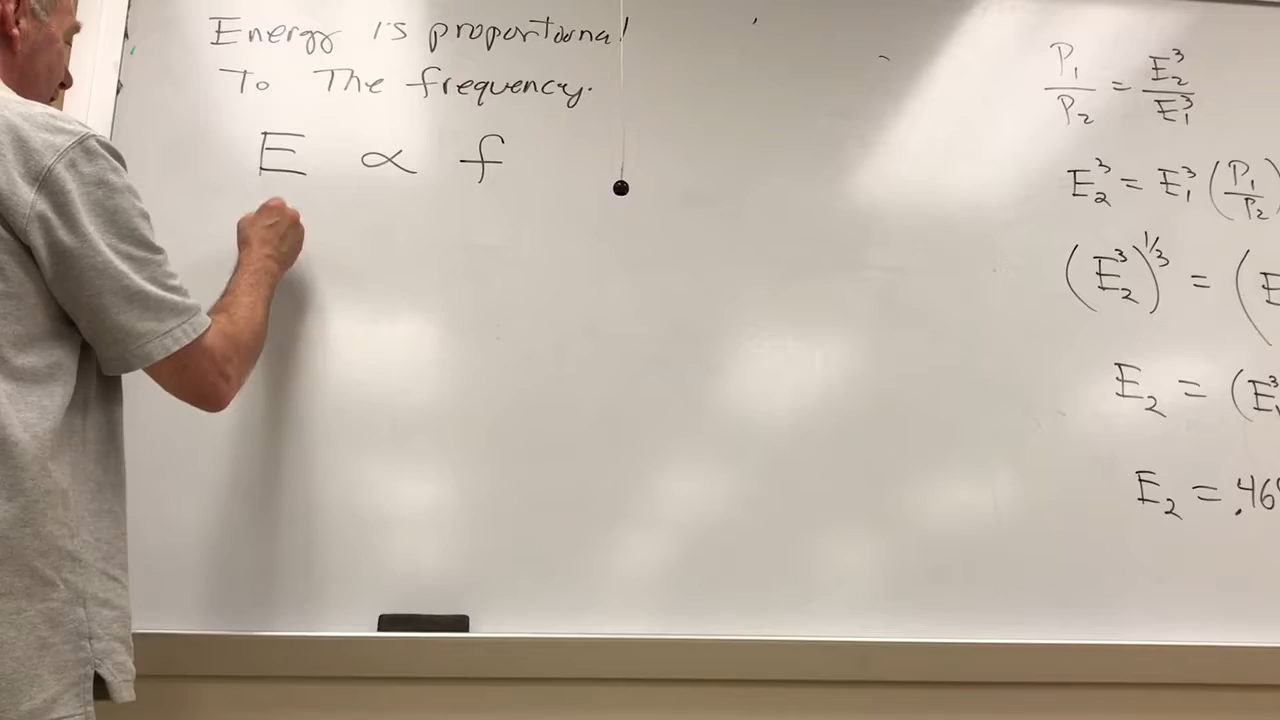 Energy is proportional
To The frequency.
E ∝ f
P₁/P₂ = E₂³/E₁³
E₂³ = E₁³ (P₁/P₂)
(E₂³)^1/3 = (E
E₂ = (E₁³
E₂ = .46